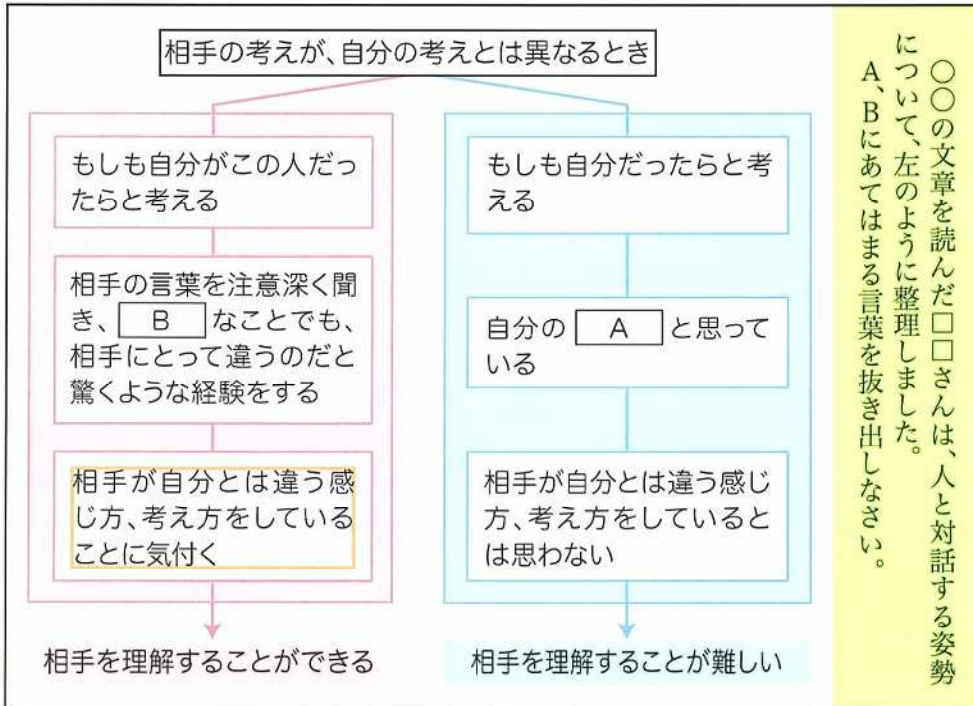 〇〇の文章を読んだ□□さんは、人と対話する姿勢
について、左のように整理しました。
A、Bにあてはまる言葉を抜き出しなさい。
相手の考えが、自分の考えとは異なるとき
もしも自分がこの人だっ
たらと考える
相手の言葉を注意深く聞
き、 B なことでも、
相手にとって違うのだと
驚くような経験をする
相手が自分とは違う感
じ方、考え方をしている
ことに気付く
相手を理解することができる
もしも自分だったらと考
える
自分の A と思って
いる
相手が自分とは違う感じ
方、考え方をしていると
は思わない
相手を理解することが難しい